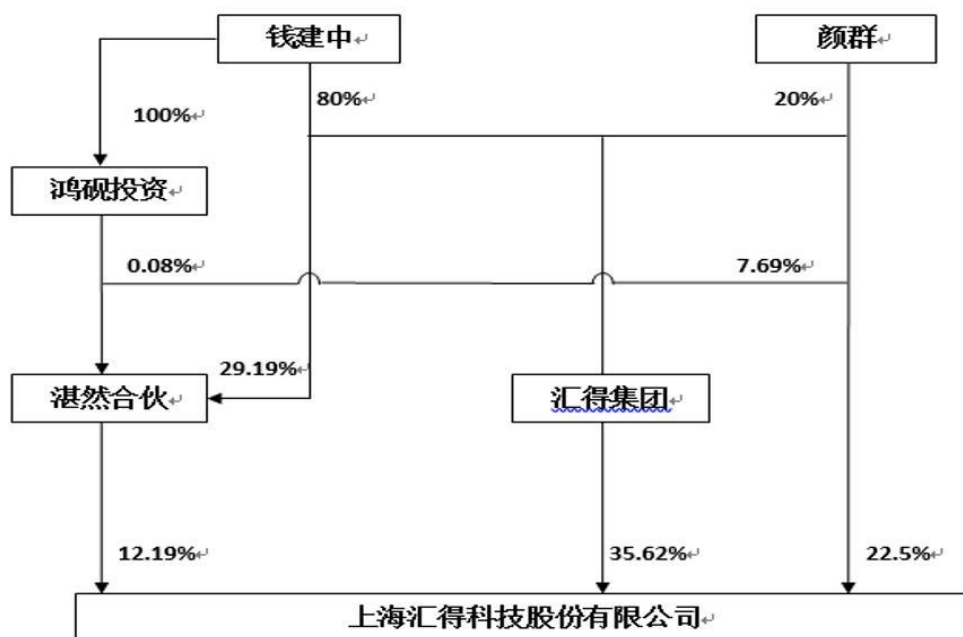 钱建中
颜群
80%
20%
100%
鸿砚投资
0.08%
7.69%
29.19%
湛然合伙
汇得集团
12.19%
35.62%
22.5%
上海汇得科技股份有限公司